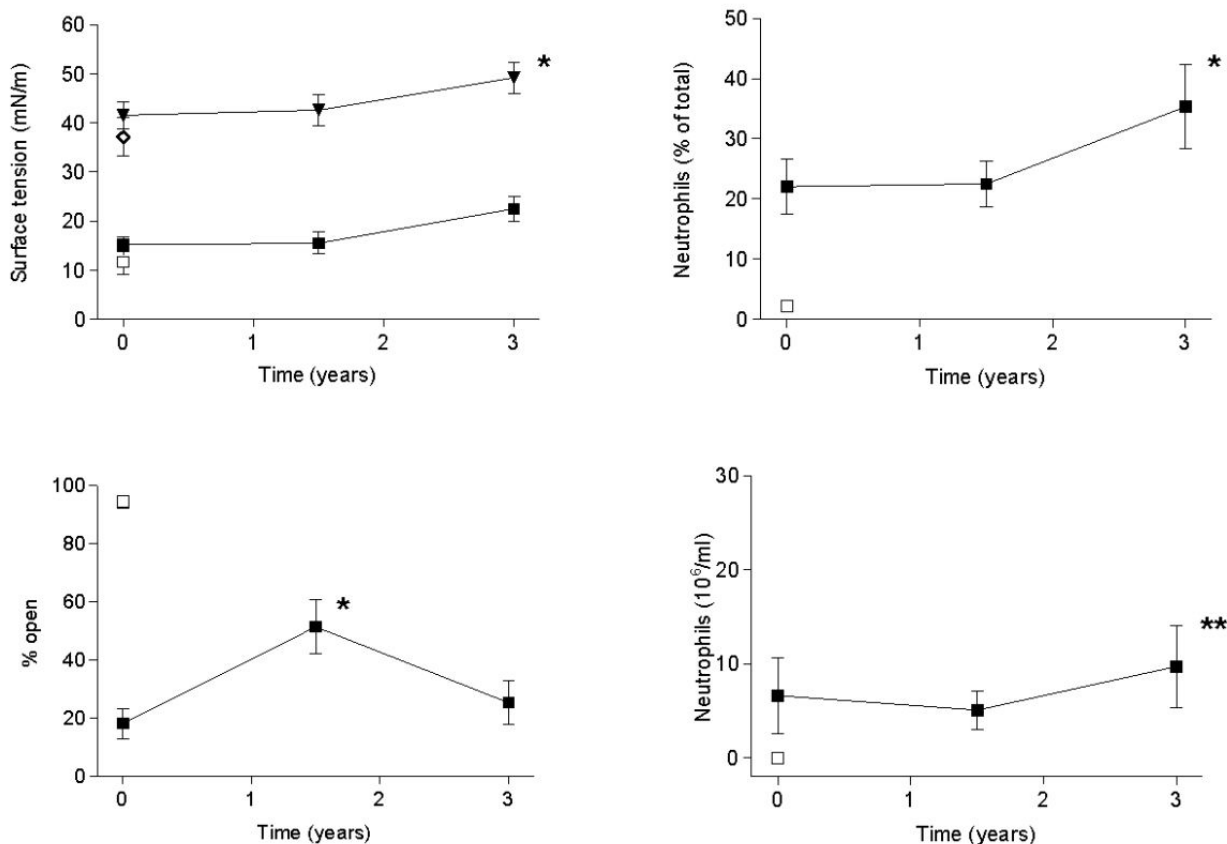 Surface tension (mN/m)
60
50
40
30
20
10
0
*
0 1 2 3
Time (years)
Neutrophils (% of total)
50
40
30
20
10
0
*
0 1 2 3
Time (years)
% open
100
80
60
40
20
0
*
0 1 2 3
Time (years)
Neutrophils (10⁶/ml)
30
20
10
0
**
0 1 2 3
Time (years)